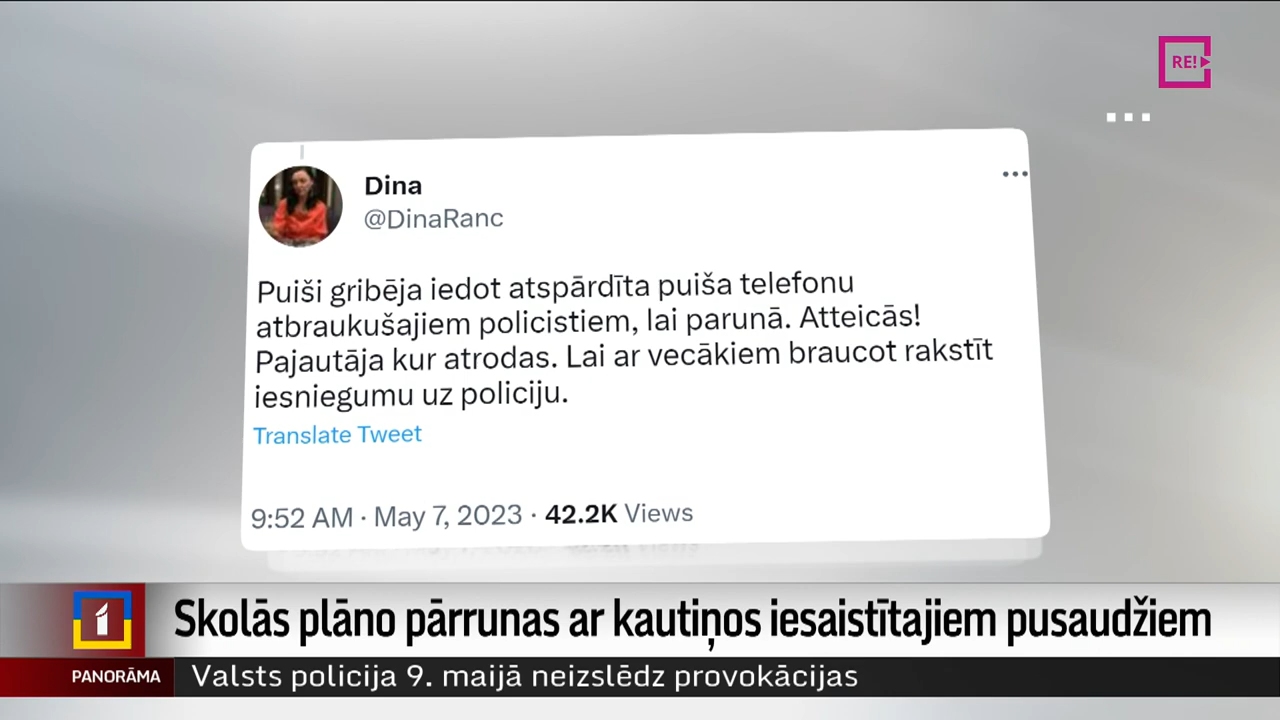 RE!
Dina
@DinaRanc
Puiši gribēja iedot atspārdīta puiša telefonu
atbraukušajiem policistiem, lai parunā. Atteicās!
Pajautāja kur atrodas. Lai ar vecākiem braucot rakstīt
iesniegumu uz policiju.
Translate Tweet
9:52 AM · May 7, 2023 · 42.2K Views
1
Skolās plāno pārrunas ar kautiņos iesaistītajiem pusaudžiem
PANORĀMA
Valsts policija 9. maijā neizslēdz provokācijas